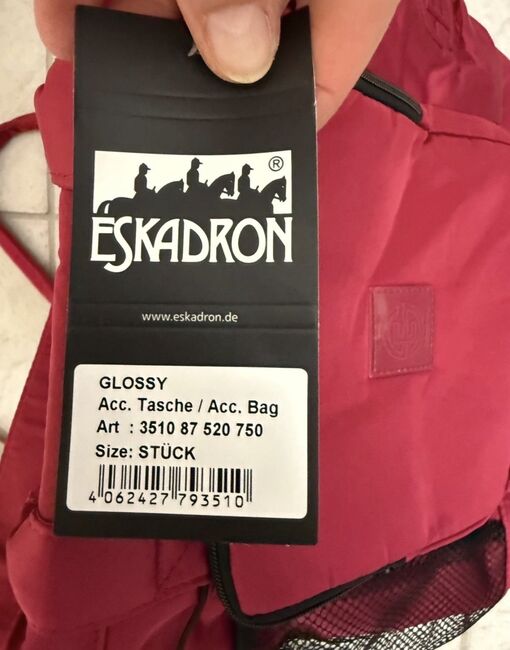 ESKADRON®
www.eskadron.de
GLOSSY
Acc. Tasche / Acc. Bag
Art : 3510 87 520 750
Size: STÜCK
4 062427 793510